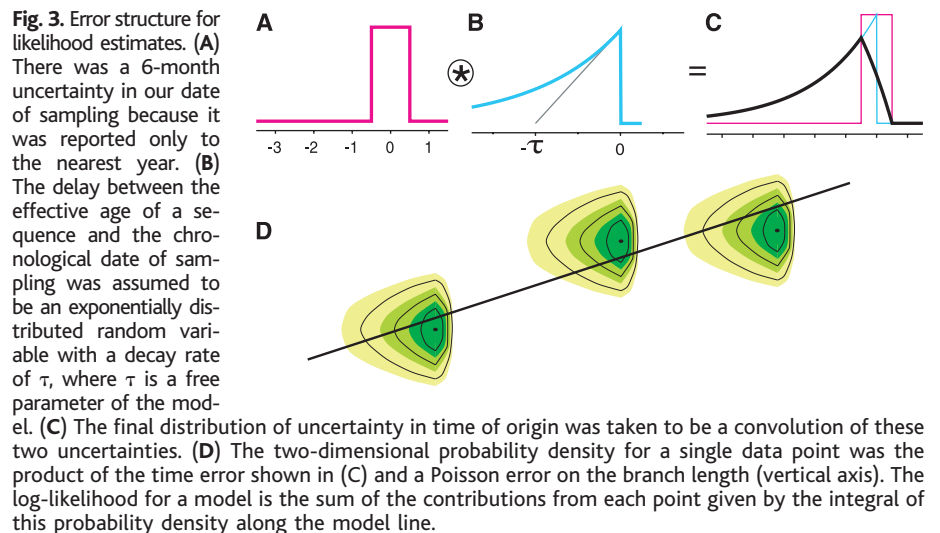 Fig. 3. Error structure for
likelihood estimates. (A)
There was a 6-month
uncertainty in our date
of sampling because it
was reported only to
the nearest year. (B)
The delay between the
effective age of a se-
quence and the chro-
nological date of sam-
pling was assumed to
be an exponentially dis-
tributed random vari-
able with a decay rate
of τ, where τ is a free
parameter of the mod-
el. (C) The final distribution of uncertainty in time of origin was taken to be a convolution of these
two uncertainties. (D) The two-dimensional probability density for a single data point was the
product of the time error shown in (C) and a Poisson error on the branch length (vertical axis). The
log-likelihood for a model is the sum of the contributions from each point given by the integral of
this probability density along the model line.
A
-3 -2 -1 0 1
⊛
B
-τ 0
=
C
D